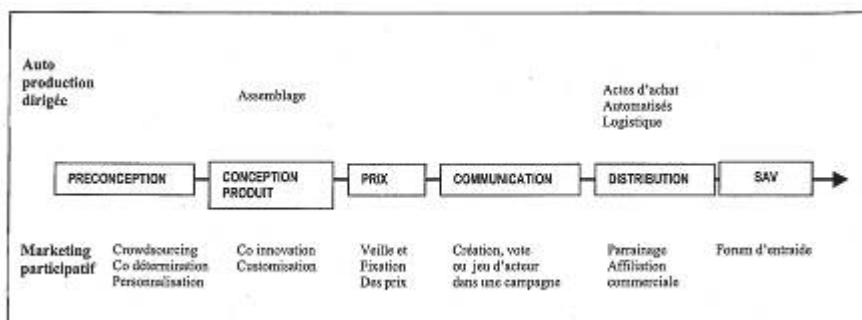 Auto
production
dirigée
Assemblage
Actes d'achat
Automatisés
Logistique
PRECONCEPTION
CONCEPTION
PRODUIT
PRIX
COMMUNICATION
DISTRIBUTION
SAV
Marketing
participatif
Crowdsourcing
Co détermination
Personnalisation
Co innovation
Customisation
Veille et
Fixation
Des prix
Création, vote
ou jeu d'acteur
dans une campagne
Parrainage
Affiliation
commerciale
Forum d'entraide